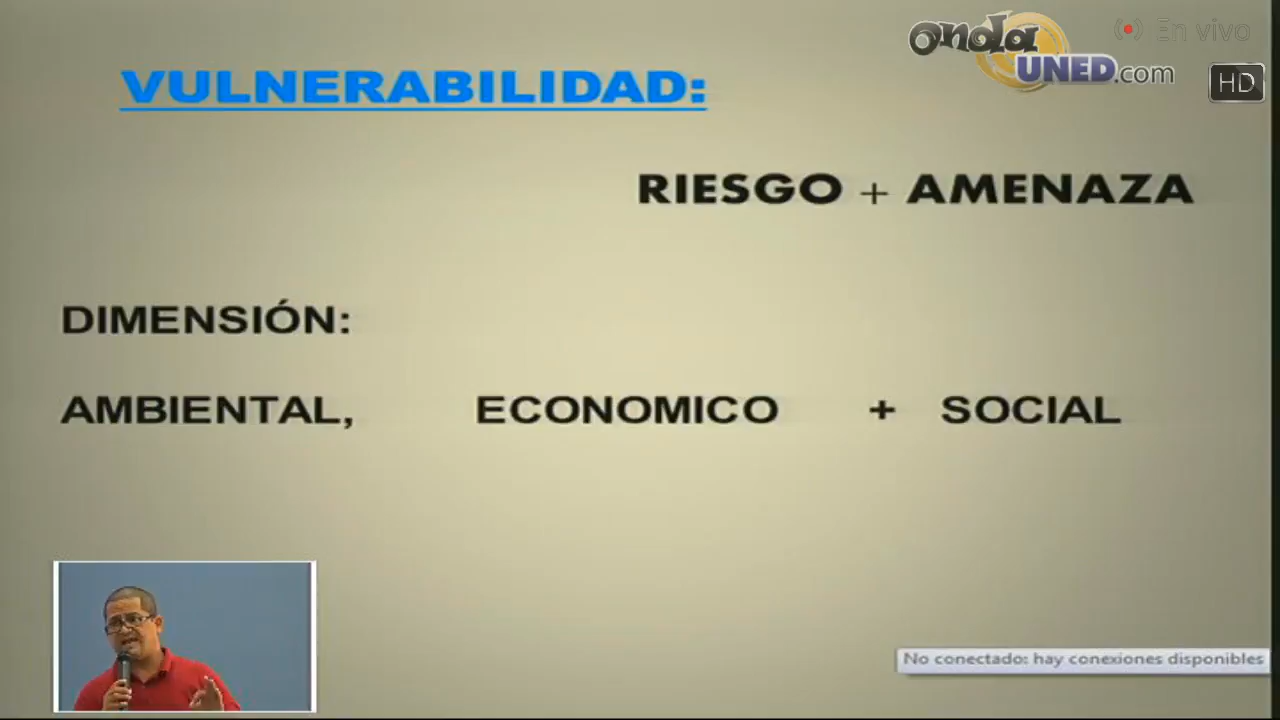 onda
UNED.com
En vivo
HD
VULNERABILIDAD:
RIESGO + AMENAZA
DIMENSIÓN:
AMBIENTAL, ECONOMICO + SOCIAL
No conectado: hay conexiones disponibles